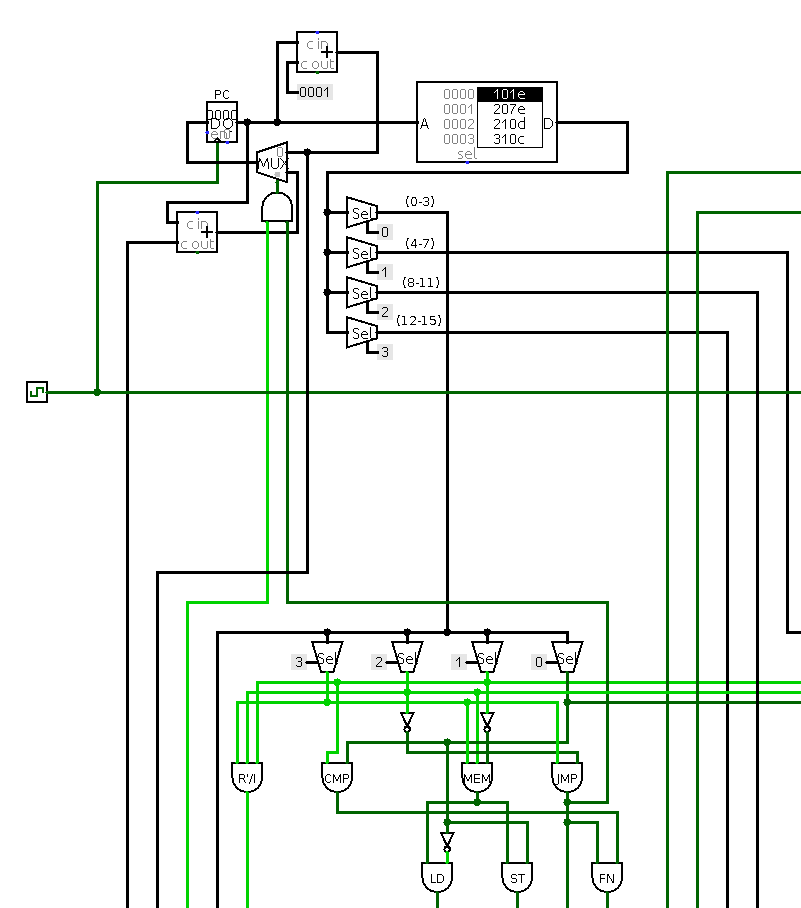 c in
+
c out
0001
PC
0000
D Q
en
0
MUX
A
0000 101e
0001 207e
0002 210d
0003 310c
D
sel
c in
+
c out
Sel
(0-3)
0
Sel
(4-7)
1
Sel
(8-11)
2
Sel
(12-15)
3
3 Sel 2 Sel 1 Sel 0 Sel
R'/I CMP MEM JMP
LD ST FN